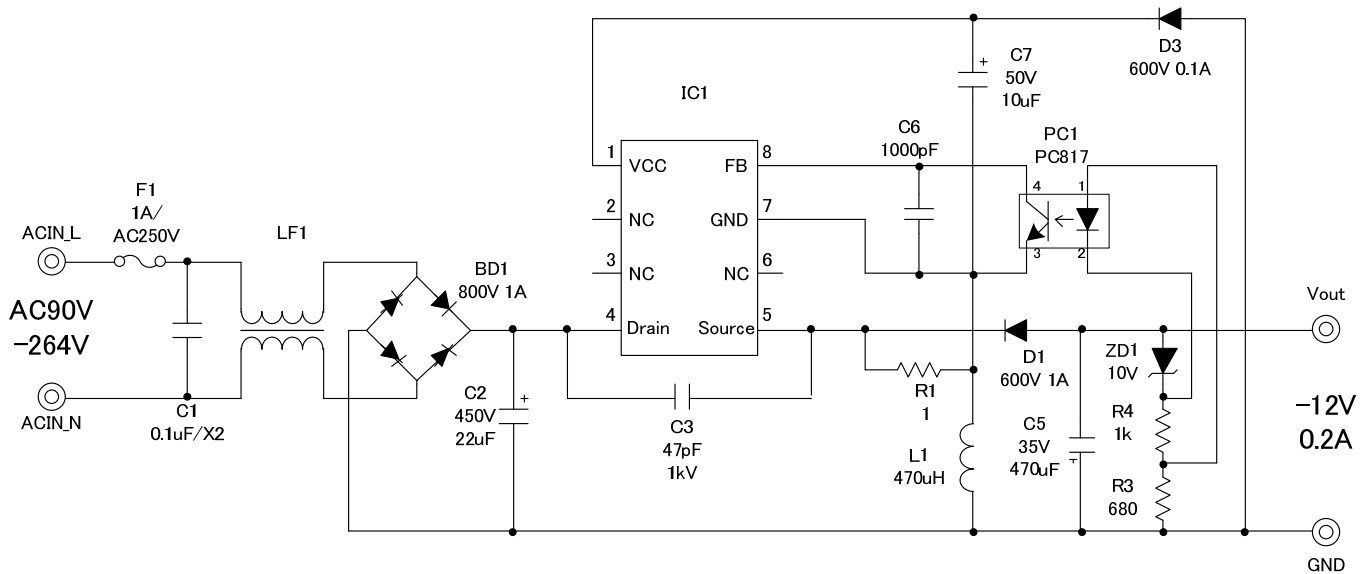 D3
600V 0.1A
C7
50V
10uF
IC1
C6
1000pF
PC1
PC817
1
VCC
FB
8
2
NC
GND
7
3
NC
NC
6
4
Drain
Source
5
4
1
3
2
F1
1A/
AC250V
ACIN_L
LF1
AC90V
-264V
ACIN_N
C1
0.1uF/X2
BD1
800V 1A
C2
450V
22uF
+
C3
47pF
1kV
+
R1
1
D1
600V 1A
L1
470uH
C5
35V
470uF
+
ZD1
10V
R4
1k
R3
680
Vout
-12V
0.2A
GND